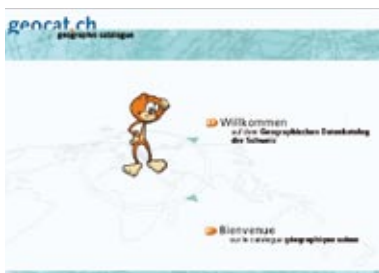 geocat.ch
geographic catalogue
Willkommen
auf dem Geographischen Datenkatalog
der Schweiz
Bienvenue
sur le catalogue géographique suisse